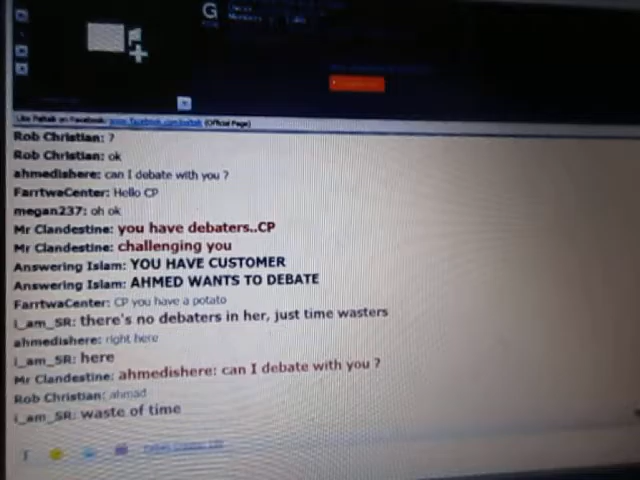 Like Paltalk on Facebook: www.facebook.com/paltalk (Official Page)
Rob Christian: ?
Rob Christian: ok
ahmedishere: can I debate with you ?
FarrtwaCenter: Hello CP
megan237: oh ok
Mr Clandestine: you have debaters..CP
Mr Clandestine: challenging you
Answering Islam: YOU HAVE CUSTOMER
Answering Islam: AHMED WANTS TO DEBATE
FarrtwaCenter: CP you have a potato
i_am_SR: there's no debaters in her, just time wasters
ahmedishere: right here
i_am_SR: here
Mr Clandestine: ahmedishere: can I debate with you ?
Rob Christian: ahmad
i_am_SR: waste of time